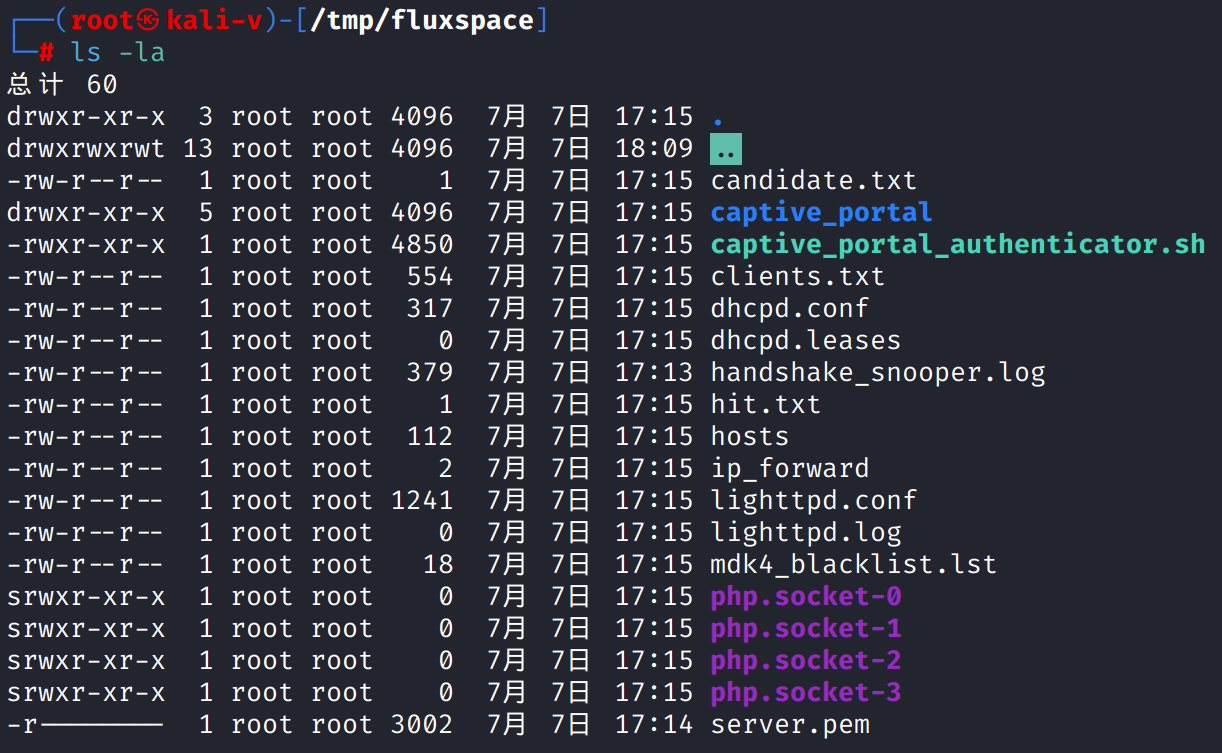 ┌──(root㉿kali-v)-[/tmp/fluxspace]
└─# ls -la
总计 60
drwxr-xr-x  3 root root 4096  7月  7日 17:15 .
drwxrwxrwt 13 root root 4096  7月  7日 18:09 ..
-rw-r--r--  1 root root    1  7月  7日 17:15 candidate.txt
drwxr-xr-x  5 root root 4096  7月  7日 17:15 captive_portal
-rwxr-xr-x  1 root root 4850  7月  7日 17:15 captive_portal_authenticator.sh
-rw-r--r--  1 root root  554  7月  7日 17:15 clients.txt
-rw-r--r--  1 root root  317  7月  7日 17:15 dhcpd.conf
-rw-r--r--  1 root root    0  7月  7日 17:15 dhcpd.leases
-rw-r--r--  1 root root  379  7月  7日 17:13 handshake_snooper.log
-rw-r--r--  1 root root    1  7月  7日 17:15 hit.txt
-rw-r--r--  1 root root  112  7月  7日 17:15 hosts
-rw-r--r--  1 root root    2  7月  7日 17:15 ip_forward
-rw-r--r--  1 root root 1241  7月  7日 17:15 lighttpd.conf
-rw-r--r--  1 root root    0  7月  7日 17:15 lighttpd.log
-rw-r--r--  1 root root   18  7月  7日 17:15 mdk4_blacklist.lst
srwxr-xr-x  1 root root    0  7月  7日 17:15 php.socket-0
srwxr-xr-x  1 root root    0  7月  7日 17:15 php.socket-1
srwxr-xr-x  1 root root    0  7月  7日 17:15 php.socket-2
srwxr-xr-x  1 root root    0  7月  7日 17:15 php.socket-3
-r--------  1 root root 3002  7月  7日 17:14 server.pem